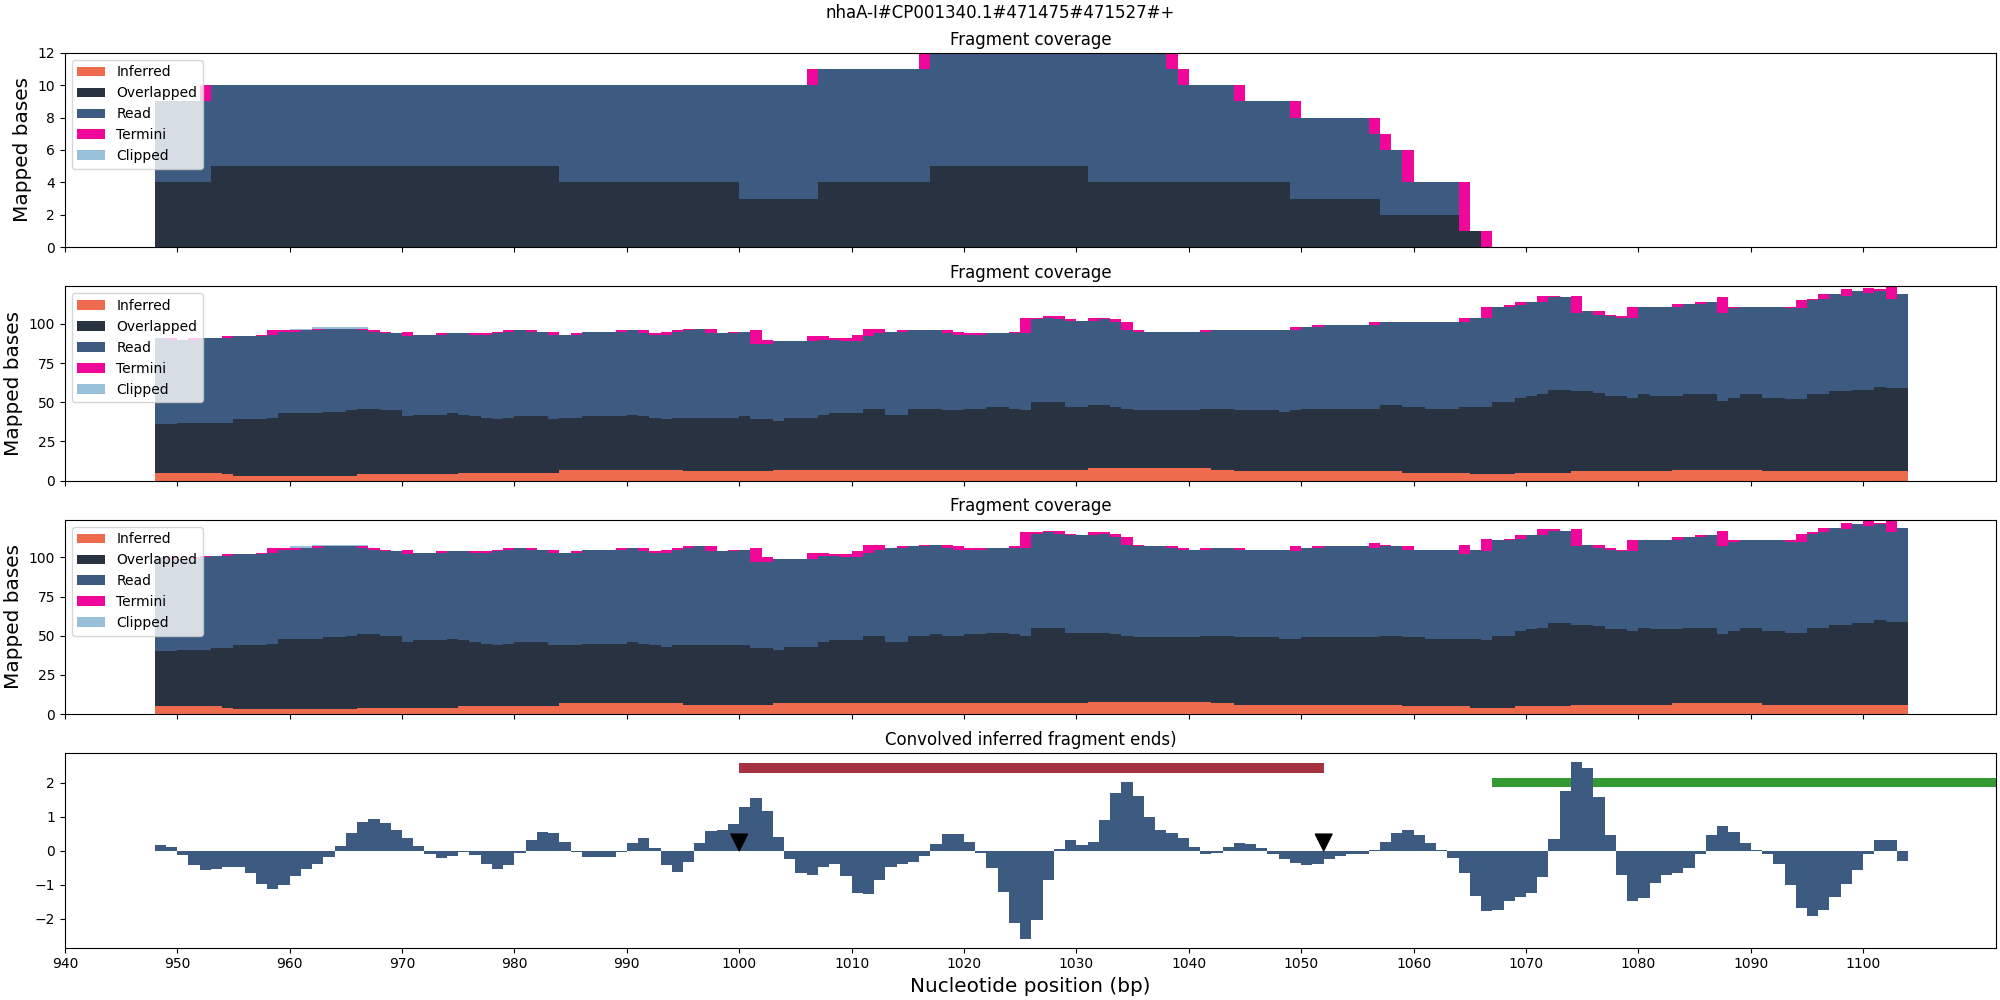 nhaA-I#CP001340.1#471475#471527#+
Fragment coverage
Mapped bases
12
10
8
6
4
2
0
Inferred
Overlapped
Read
Termini
Clipped
Fragment coverage
Mapped bases
100
75
50
25
0
Inferred
Overlapped
Read
Termini
Clipped
Fragment coverage
Mapped bases
100
75
50
25
0
Inferred
Overlapped
Read
Termini
Clipped
Convolved inferred fragment ends)
2
1
0
−1
−2
940 950 960 970 980 990 1000 1010 1020 1030 1040 1050 1060 1070 1080 1090 1100
Nucleotide position (bp)